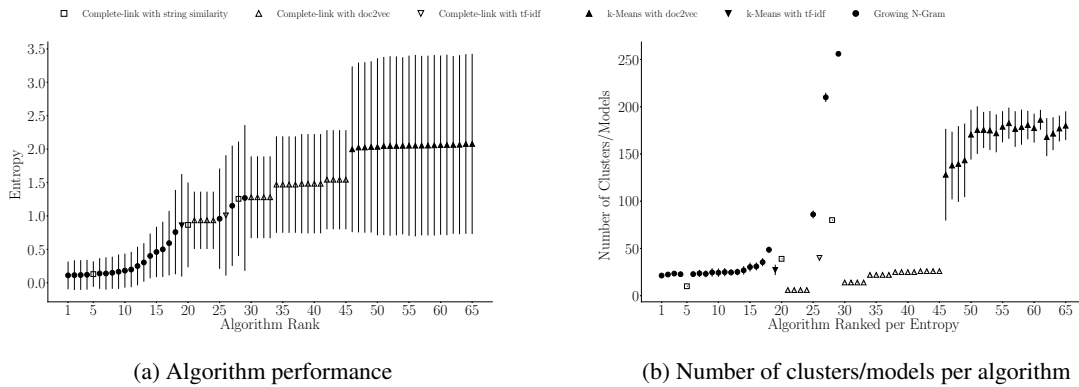 Complete-link with string similarity
Complete-link with doc2vec
Complete-link with tf-idf
k-Means with doc2vec
k-Means with tf-idf
Growing N-Gram
3.5
3.0
2.5
2.0
1.5
1.0
0.5
0.0
Entropy
1 5 10 15 20 25 30 35 40 45 50 55 60 65
Algorithm Rank
250
200
150
100
50
0
Number of Clusters/Models
1 5 10 15 20 25 30 35 40 45 50 55 60 65
Algorithm Ranked per Entropy
(a) Algorithm performance
(b) Number of clusters/models per algorithm